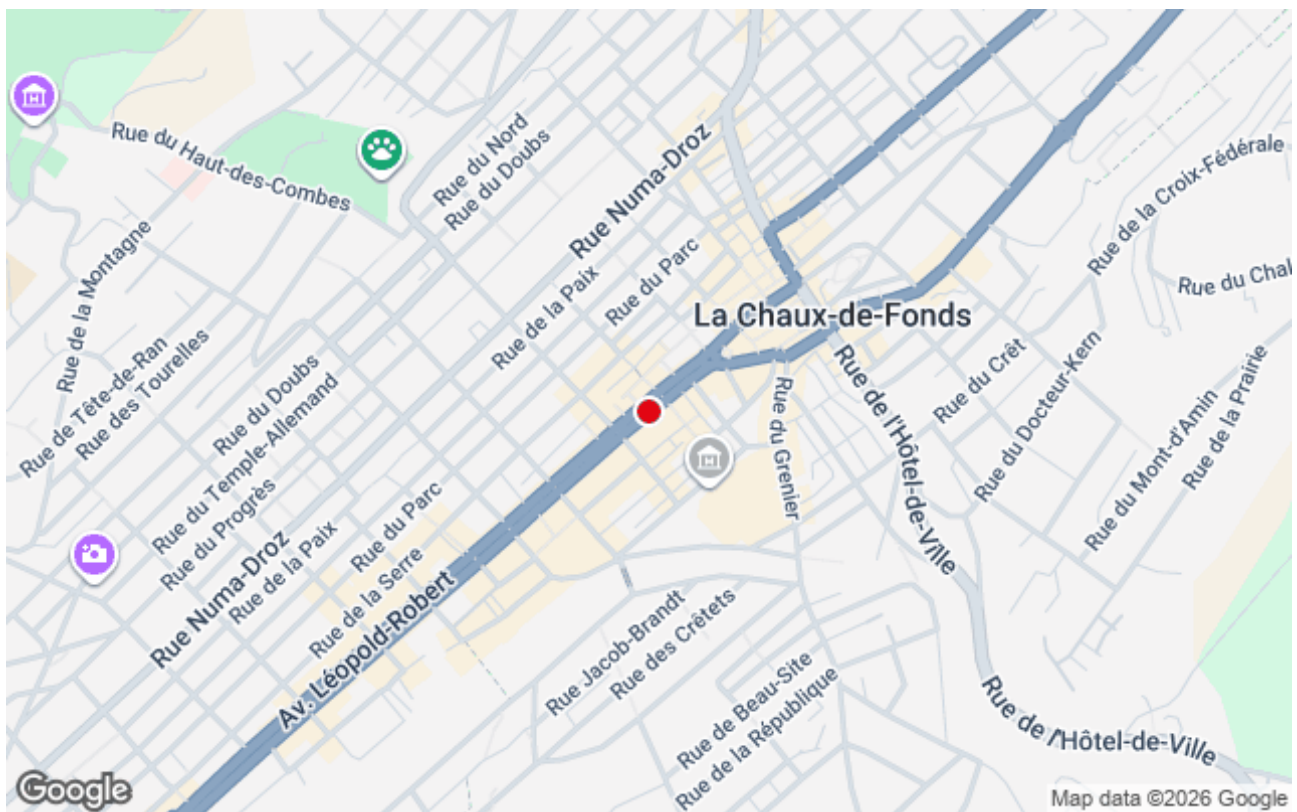 Rue du Haut-des-Combes
Rue du Nord
Rue du Doubs
Rue Numa-Droz
Rue de la Croix-Fédérale
Rue du Chal
Rue de la Montagne
Rue de la Paix
Rue du Parc
La Chaux-de-Fonds
Rue de Tête-de-Ran
Rue des Tourelles
Rue du Doubs
Rue du Temple-Allemand
Rue du Progrès
Rue Numa-Droz
Rue de la Paix
Rue du Parc
Rue de la Serre
Av. Léopold-Robert
Rue du Grenier
Rue de l'Hôtel-de-Ville
Rue du Crêt
Rue du Docteur-Kern
Rue du Mont-d'Amin
Rue de la Prairie
Rue Jacob-Brandt
Rue des Crêtets
Rue de Beau-Site
Rue de la République
Rue de l'Hôtel-de-Ville
Google
Map data ©2026 Google